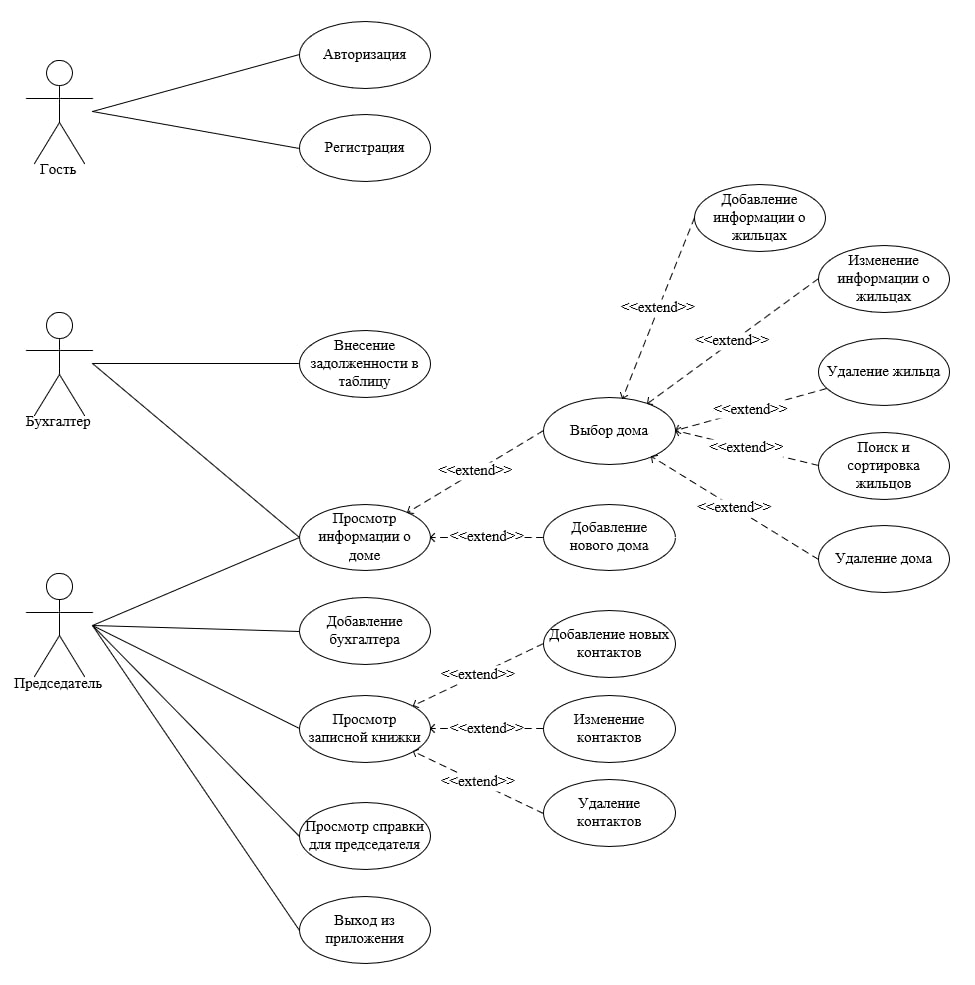 Авторизация
Регистрация
Гость
Добавление
информации о
жильцах
Изменение
информации о
жильцах
<<extend>>
<<extend>>
Внесение
задолженности в
таблицу
Бухгалтер
Удаление жильца
<<extend>>
Выбор дома
<<extend>>
Поиск и
сортировка
жильцов
<<extend>>
<<extend>>
Просмотр
информации о
доме
<<extend>>
Добавление
нового дома
Удаление дома
Председатель
Добавление
бухгалтера
Добавление новых
контактов
<<extend>>
Просмотр
записной книжки
<<extend>>
Изменение
контактов
<<extend>>
Удаление
контактов
Просмотр справки
для председателя
Выход из
приложения